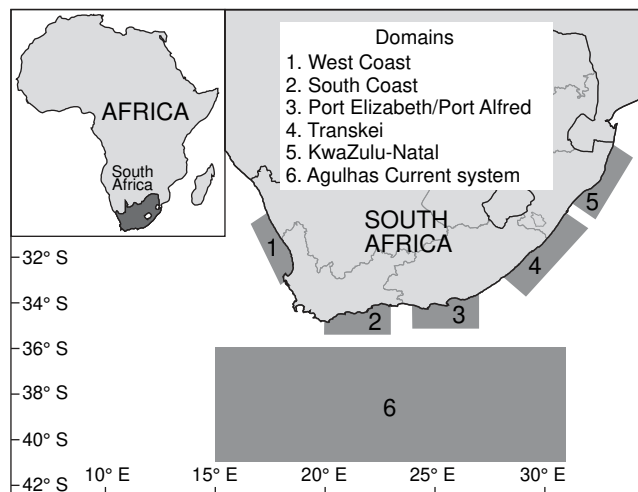 AFRICA
South
Africa
Domains
1. West Coast
2. South Coast
3. Port Elizabeth/Port Alfred
4. Transkei
5. KwaZulu-Natal
6. Agulhas Current system
SOUTH
AFRICA
1
2
3
4
5
6
32° S
34° S
36° S
38° S
40° S
42° S
10° E
15° E
20° E
25° E
30° E